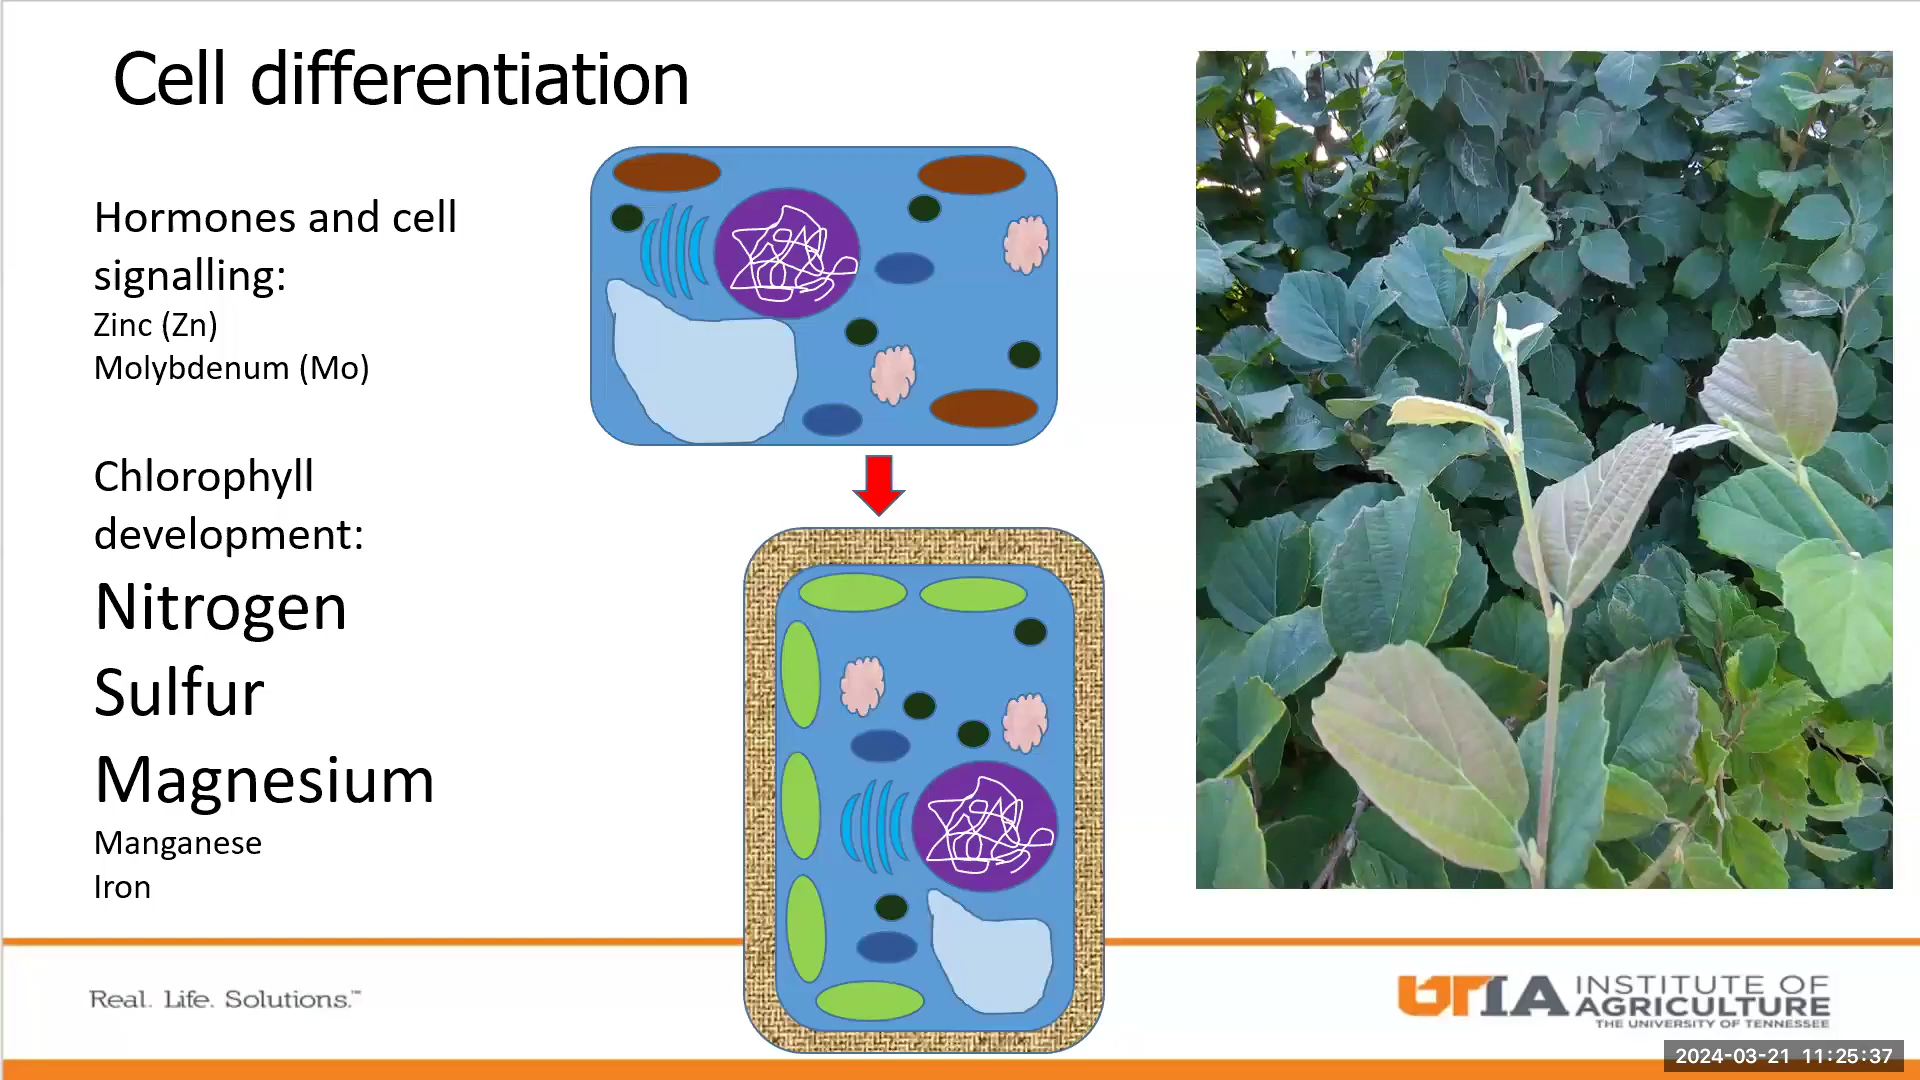 Cell differentiation
Hormones and cell
signalling:
Zinc (Zn)
Molybdenum (Mo)
Chlorophyll
development:
Nitrogen
Sulfur
Magnesium
Manganese
Iron
Real. Life. Solutions.™
UTIA INSTITUTE OF
AGRICULTURE
THE UNIVERSITY OF TENNESSEE
2024-03-21 11:25:37